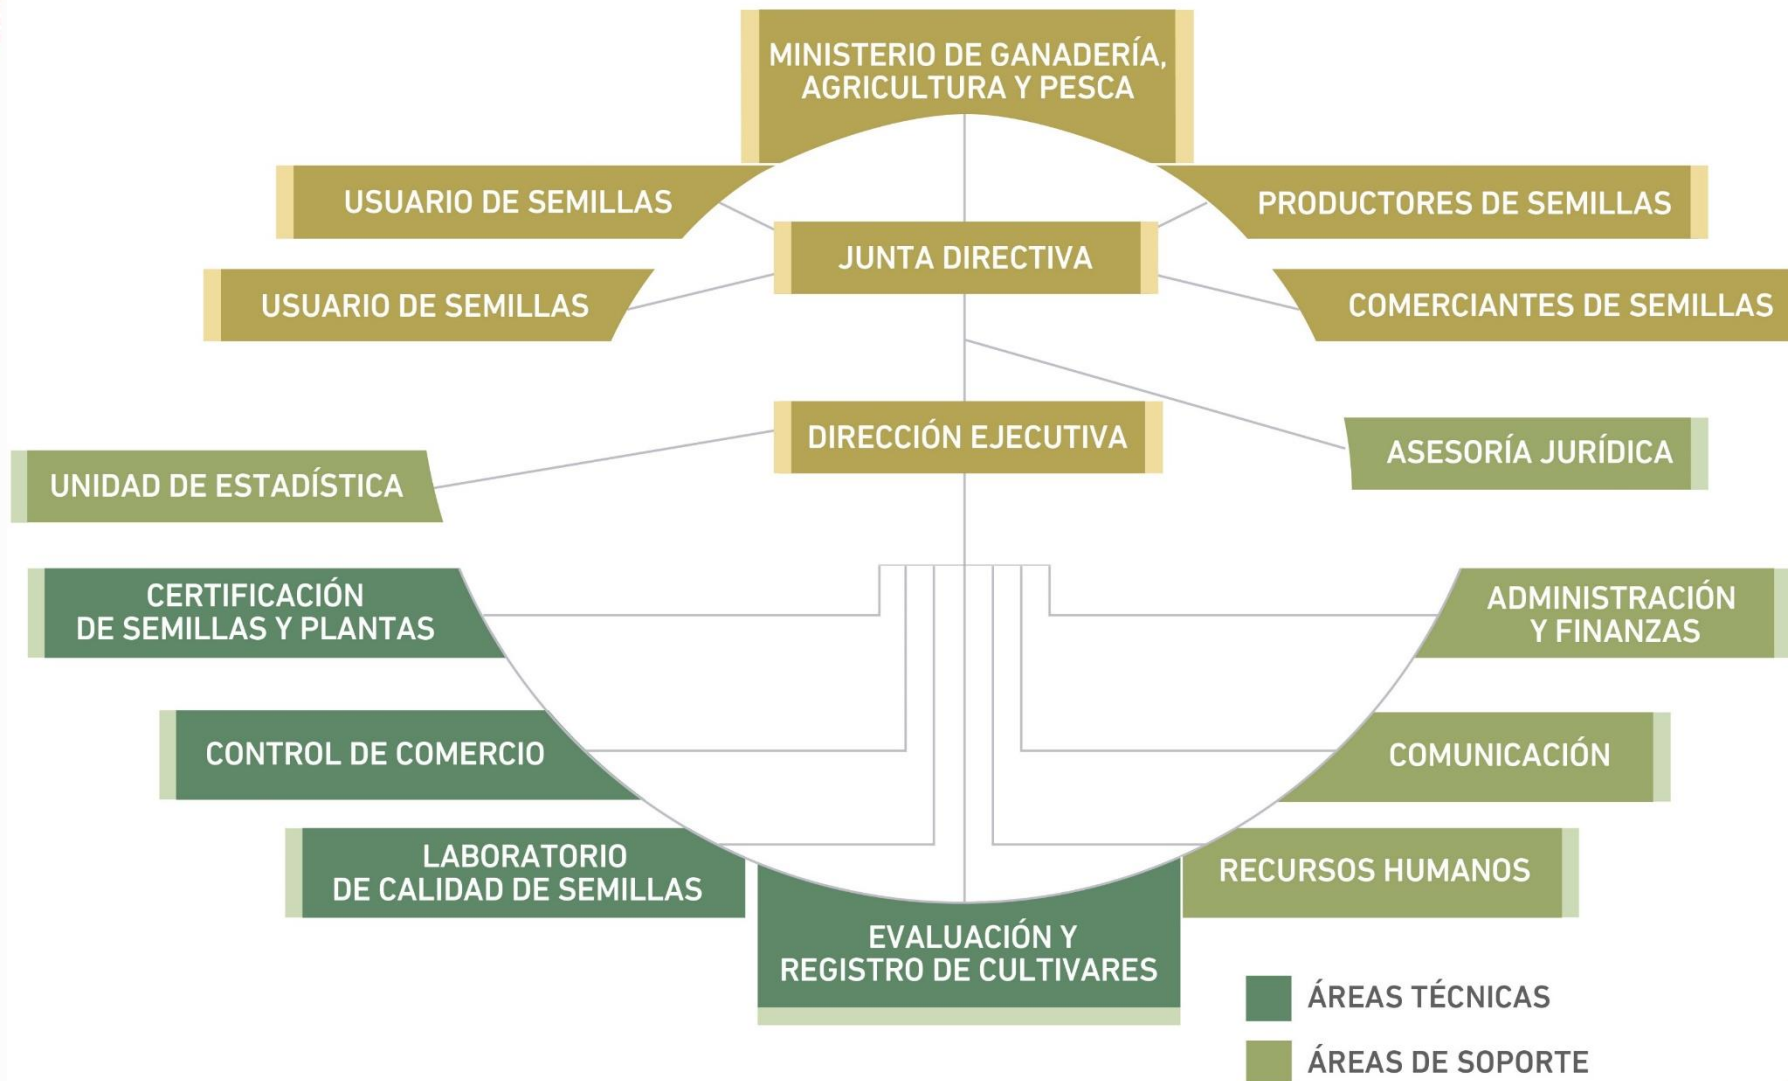 MINISTERIO DE GANADERÍA,
AGRICULTURA Y PESCA
USUARIO DE SEMILLAS
PRODUCTORES DE SEMILLAS
JUNTA DIRECTIVA
USUARIO DE SEMILLAS
COMERCIANTES DE SEMILLAS
DIRECCIÓN EJECUTIVA
ASESORÍA JURÍDICA
UNIDAD DE ESTADÍSTICA
CERTIFICACIÓN
DE SEMILLAS Y PLANTAS
ADMINISTRACIÓN
Y FINANZAS
CONTROL DE COMERCIO
COMUNICACIÓN
LABORATORIO
DE CALIDAD DE SEMILLAS
RECURSOS HUMANOS
EVALUACIÓN Y
REGISTRO DE CULTIVARES
ÁREAS TÉCNICAS
ÁREAS DE SOPORTE